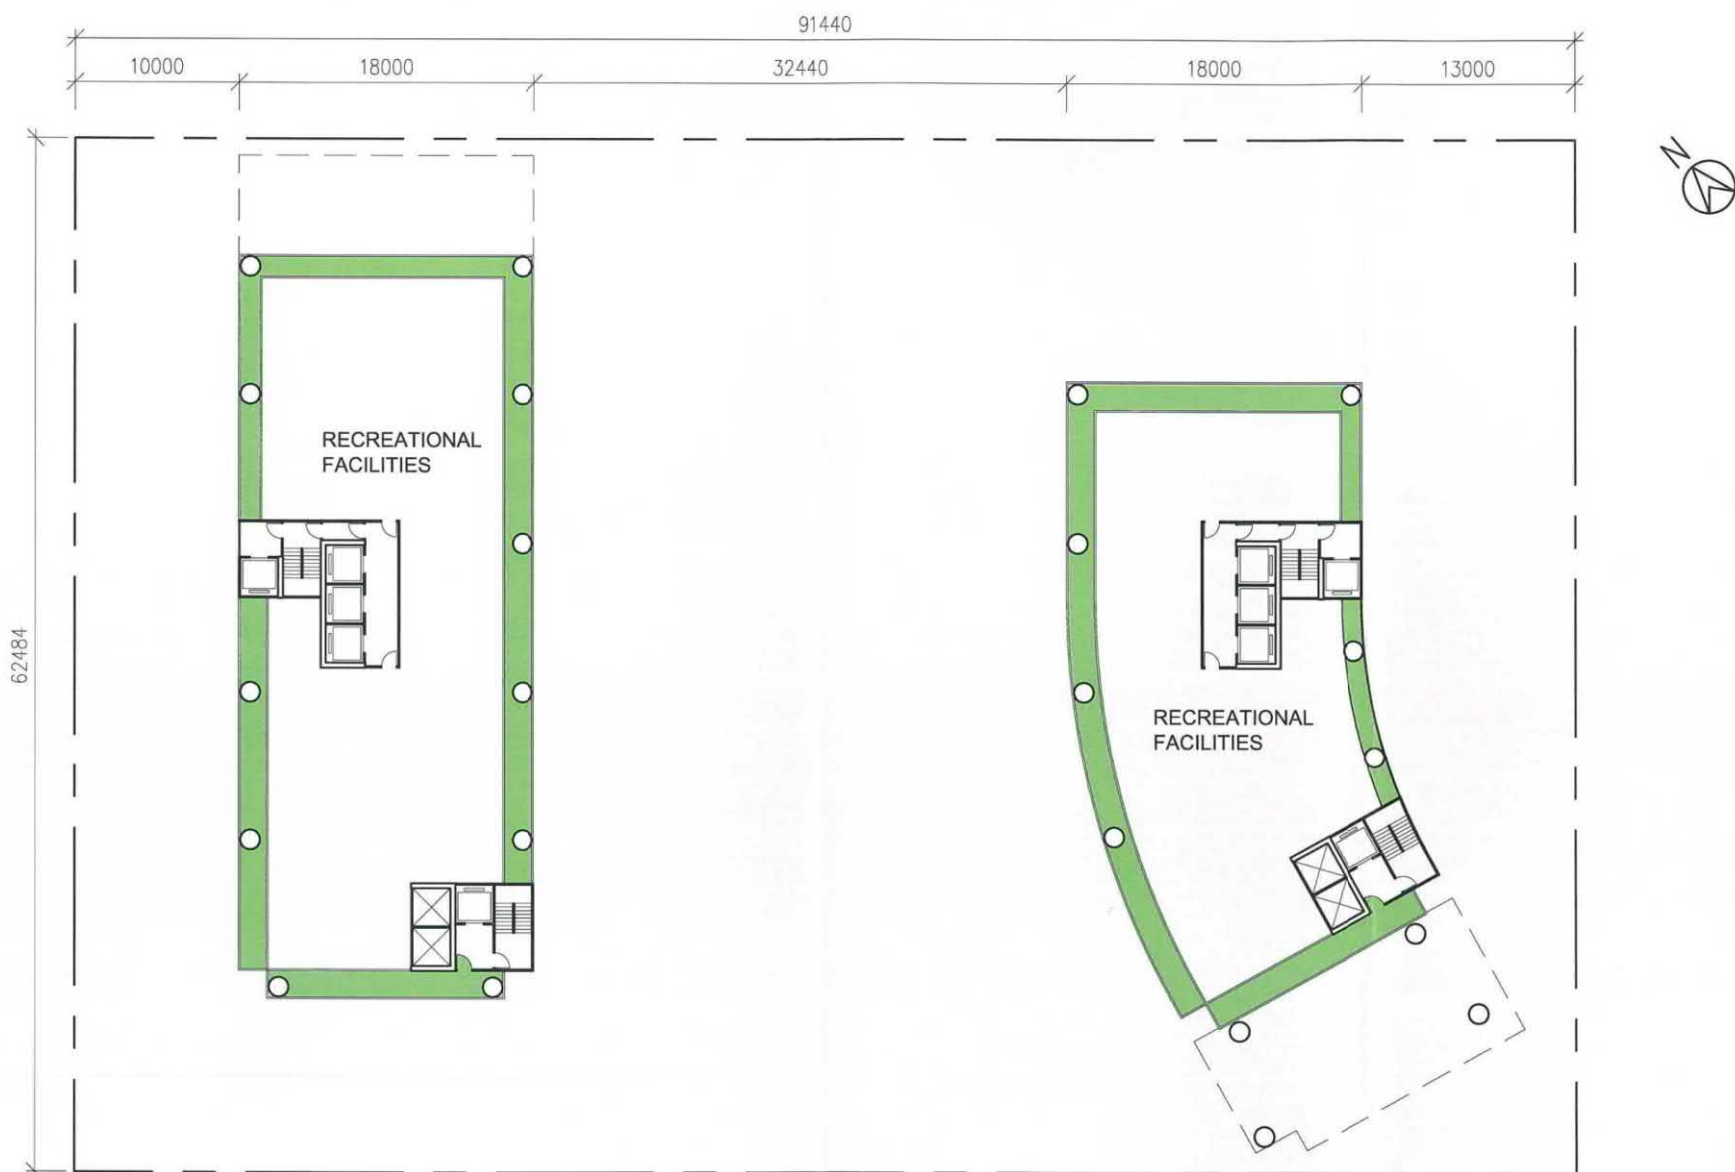 91440
10000 18000 32440 18000 13000
N
RECREATIONAL
FACILITIES
62484
RECREATIONAL
FACILITIES